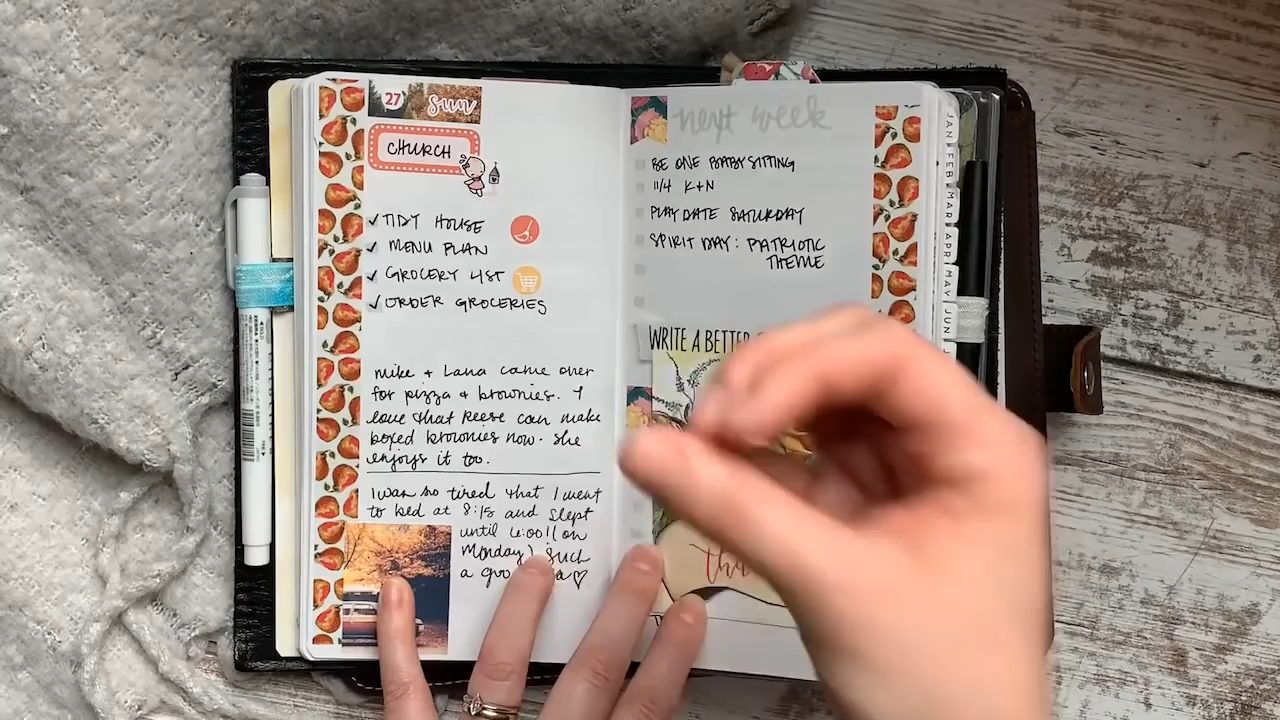 27
sun
CHURCH
✓ TIDY HOUSE
✓ MENU PLAN
✓ GROCERY LIST
✓ ORDER GROCERIES
Mike + Lana came over
for pizza & brownies. I
love that Reese can make
boxed brownies now. She
enjoys it too.
I was so tired that I went
to bed at 8:15 and slept
until 6:00!! (on
Monday) Such
a
next week
BE ONE BABYSITTING
11/4 K+N
PLAY DATE SATURDAY
SPIRIT DAY: PATRIOTIC
THEME
WRITE A BETTER
JAN
FEB
MAR
APR
MAY
JUN
ZEBRA